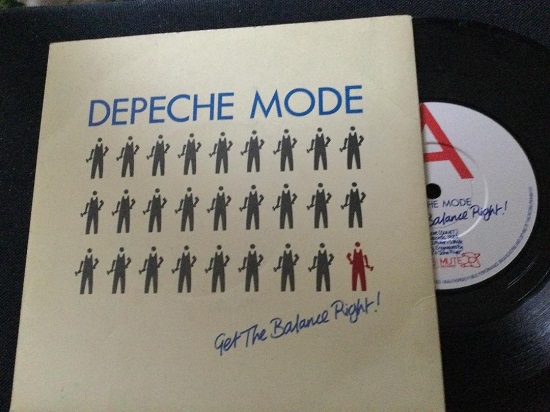 DEPECHE MODE
Get The Balance Right!
A
CHE MODE
Balance Right!
MUTE